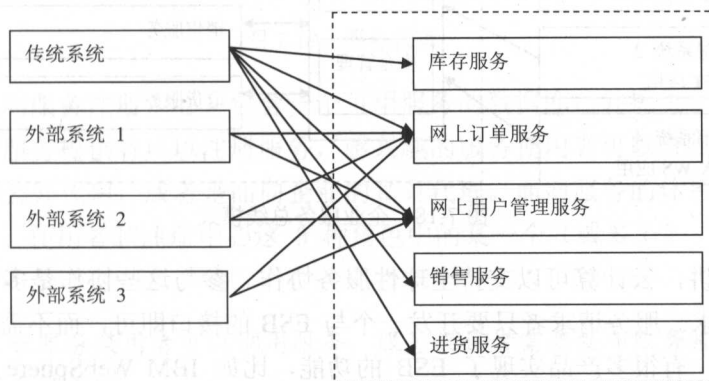 传统系统
外部系统 1
外部系统 2
外部系统 3
库存服务
网上订单服务
网上用户管理服务
销售服务
进货服务